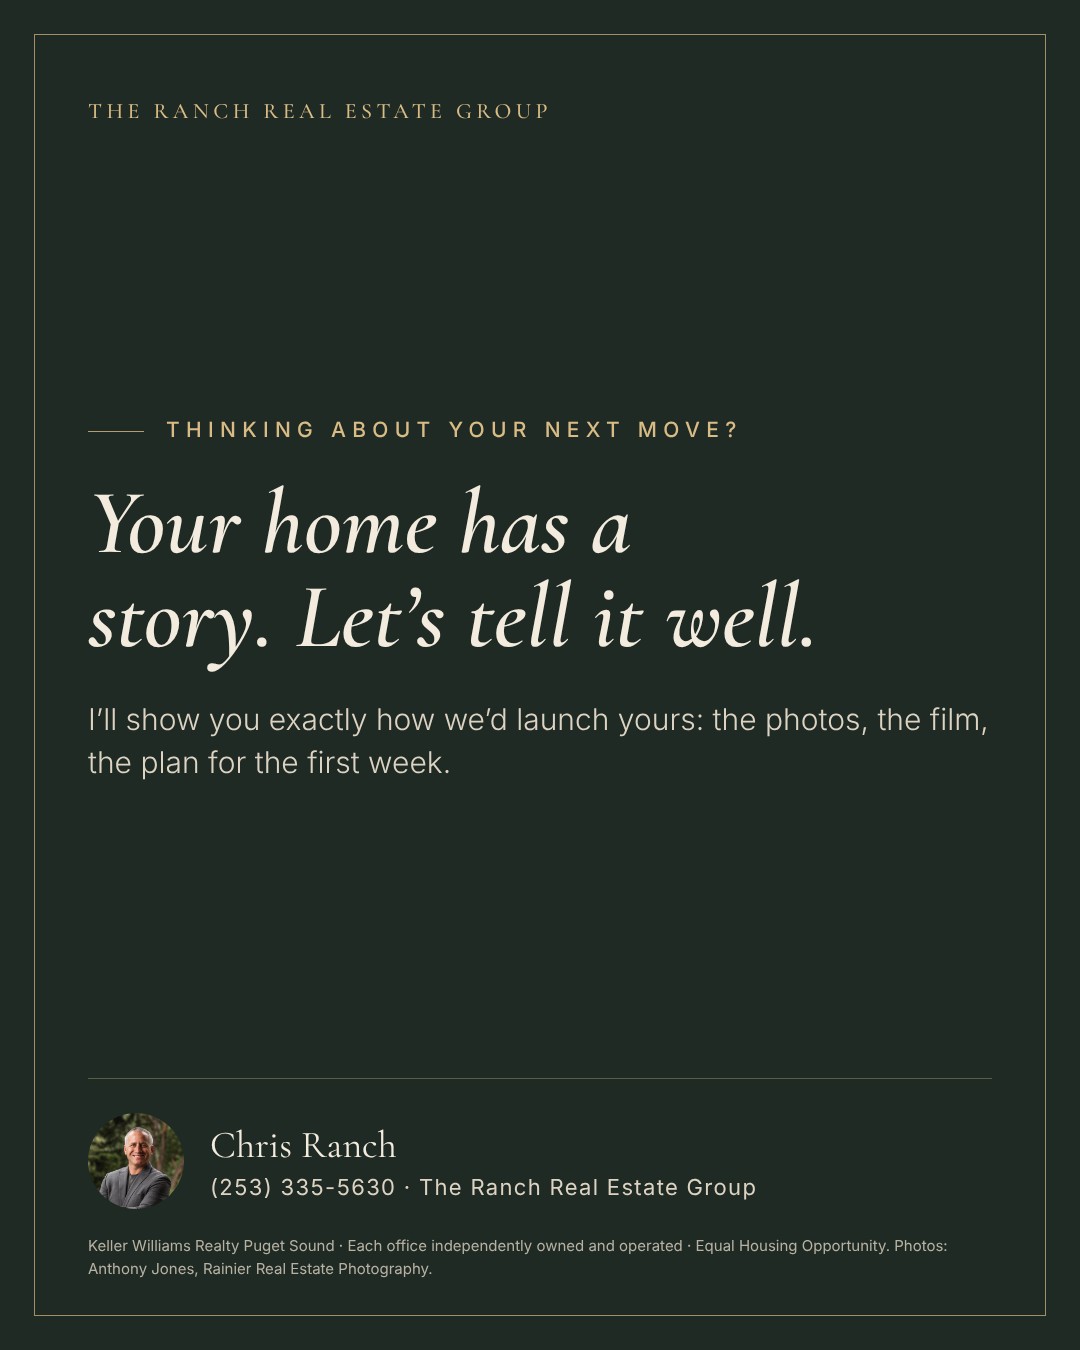 THE RANCH REAL ESTATE GROUP
THINKING ABOUT YOUR NEXT MOVE?
Your home has a
story. Let’s tell it well.
I’ll show you exactly how we’d launch yours: the photos, the film,
the plan for the first week.
Chris Ranch
(253) 335-5630 · The Ranch Real Estate Group
Keller Williams Realty Puget Sound · Each office independently owned and operated · Equal Housing Opportunity. Photos:
Anthony Jones, Rainier Real Estate Photography.